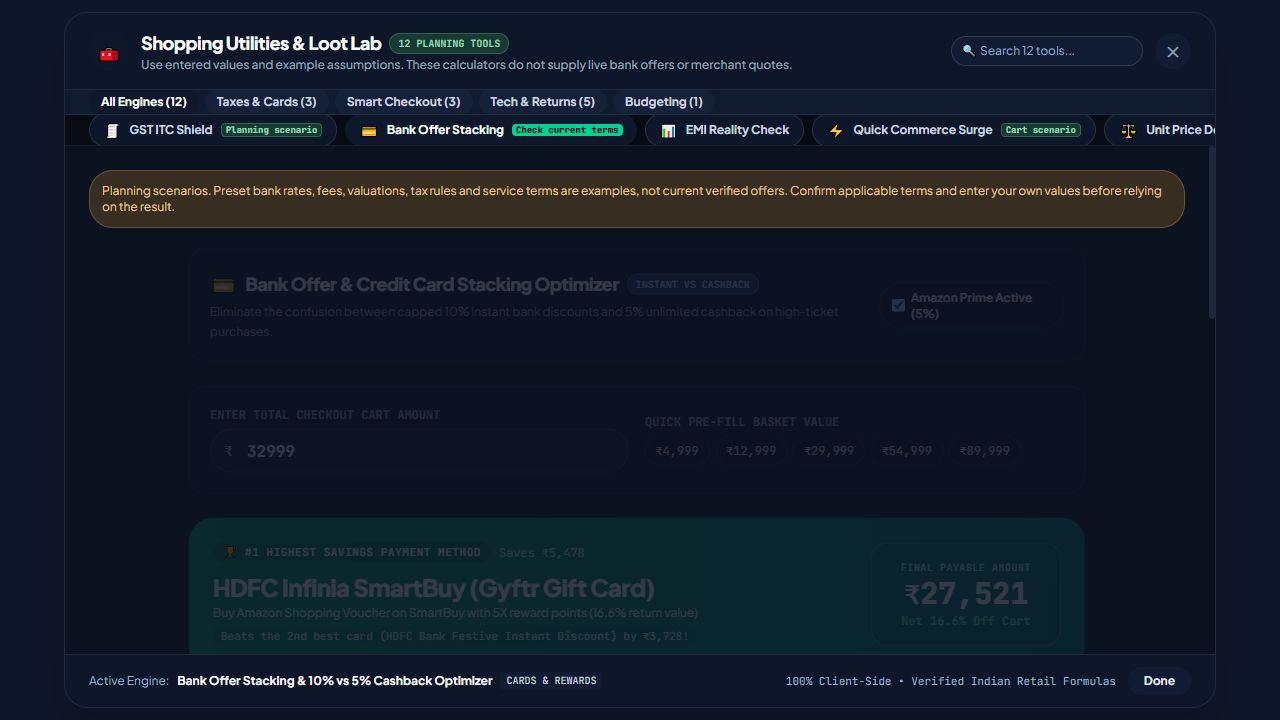 Shopping Utilities & Loot Lab
12 PLANNING TOOLS
Use entered values and example assumptions. These calculators do not supply live bank offers or merchant quotes.
Search 12 tools...
All Engines (12)
Taxes & Cards (3)
Smart Checkout (3)
Tech & Returns (5)
Budgeting (1)
GST ITC Shield
Planning scenario
Bank Offer Stacking
Check current terms
EMI Reality Check
Quick Commerce Surge
Cart scenario
Unit Price De
Planning scenarios. Preset bank rates, fees, valuations, tax rules and service terms are examples, not current verified offers. Confirm applicable terms and enter your own values before relying
on the result.
Bank Offer & Credit Card Stacking Optimizer
INSTANT VS CASHBACK
Eliminate the confusion between capped 10% instant bank discounts and 5% unlimited cashback on high-ticket
purchases.
Amazon Prime Active
(5%)
ENTER TOTAL CHECKOUT CART AMOUNT
₹ 32999
QUICK PRE-FILL BASKET VALUE
₹4,999
₹12,999
₹29,999
₹54,999
₹89,999
#1 HIGHEST SAVINGS PAYMENT METHOD
Saves ₹5,478
HDFC Infinia SmartBuy (Gyftr Gift Card)
Buy Amazon Shopping Voucher on SmartBuy with 5X reward points (16.6% return value)
Beats the 2nd best card (HDFC Bank Festive Instant Discount) by ₹3,728!
FINAL PAYABLE AMOUNT
₹27,521
Net 16.6% Off Cart
Active Engine: Bank Offer Stacking & 10% vs 5% Cashback Optimizer
CARDS & REWARDS
100% Client-Side • Verified Indian Retail Formulas
Done